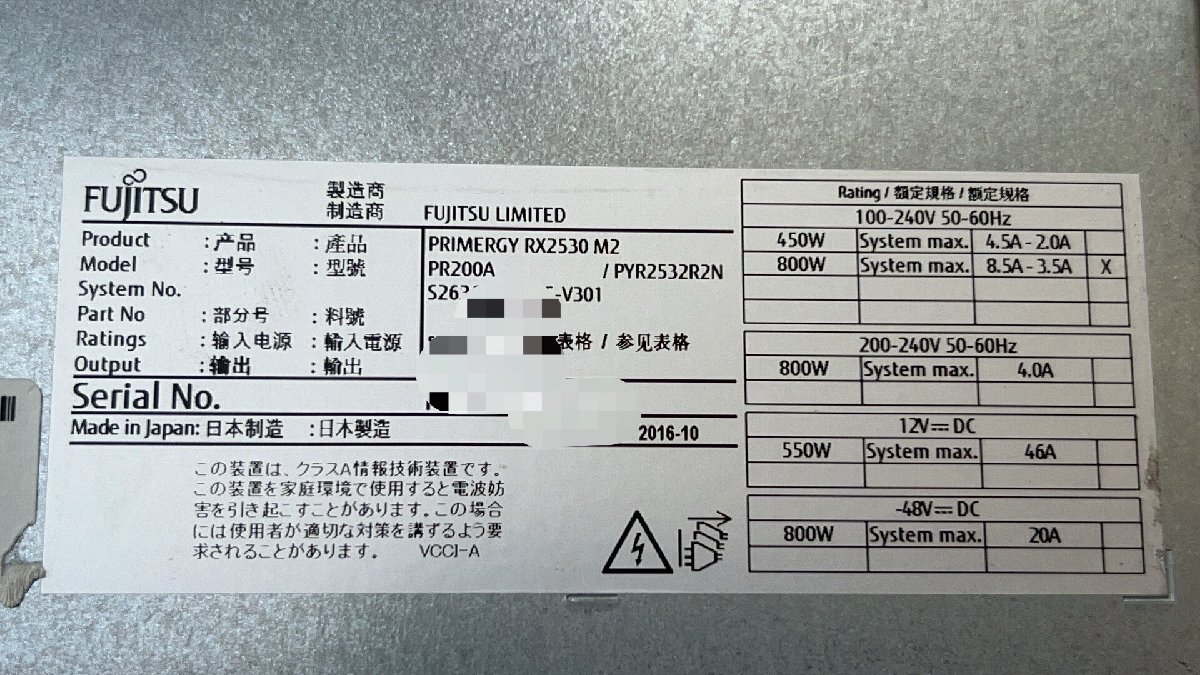 FUJITSU
製造商
制造商 FUJITSU LIMITED
Product :产品 :產品 PRIMERGY RX2530 M2
Model :型号 :型號 PR200A / PYR2532R2N
System No. -V301
Part No :部分号 :料號
Ratings :输入电源 :輸入電源 表格 / 参见表格
Output :输出 :輸出
Serial No.
Made in Japan: 日本制造 :日本製造 2016-10
この装置は、クラスA情報技術装置です。
この装置を家庭環境で使用すると電波妨
害を引き起こすことがあります。この場合
には使用者が適切な対策を講ずるよう要
求されることがあります。 VCCI-A
Rating / 額定規格 / 额定规格
100-240V 50-60Hz
450W System max. 4.5A - 2.0A
800W System max. 8.5A - 3.5A X
200-240V 50-60Hz
800W System max. 4.0A
12V⎓DC
550W System max. 46A
-48V⎓DC
800W System max. 20A